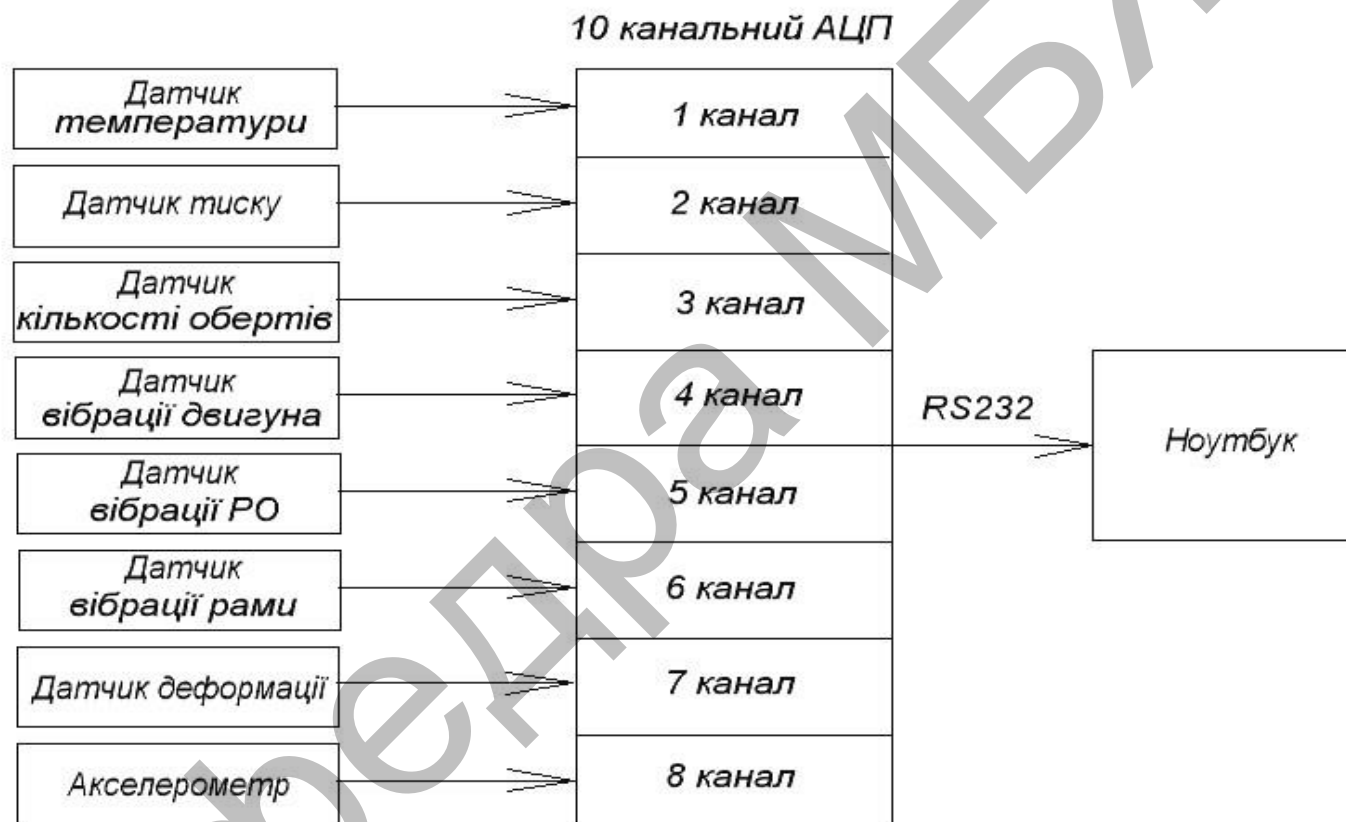 10 канальний АЦП
Датчик
температури
1 канал
Датчик тиску
2 канал
Датчик
кількості обертів
3 канал
Датчик
вібрації двигуна
4 канал
RS232
Ноутбук
Датчик
вібрації РО
5 канал
Датчик
вібрації рами
6 канал
Датчик деформації
7 канал
Акселерометр
8 канал